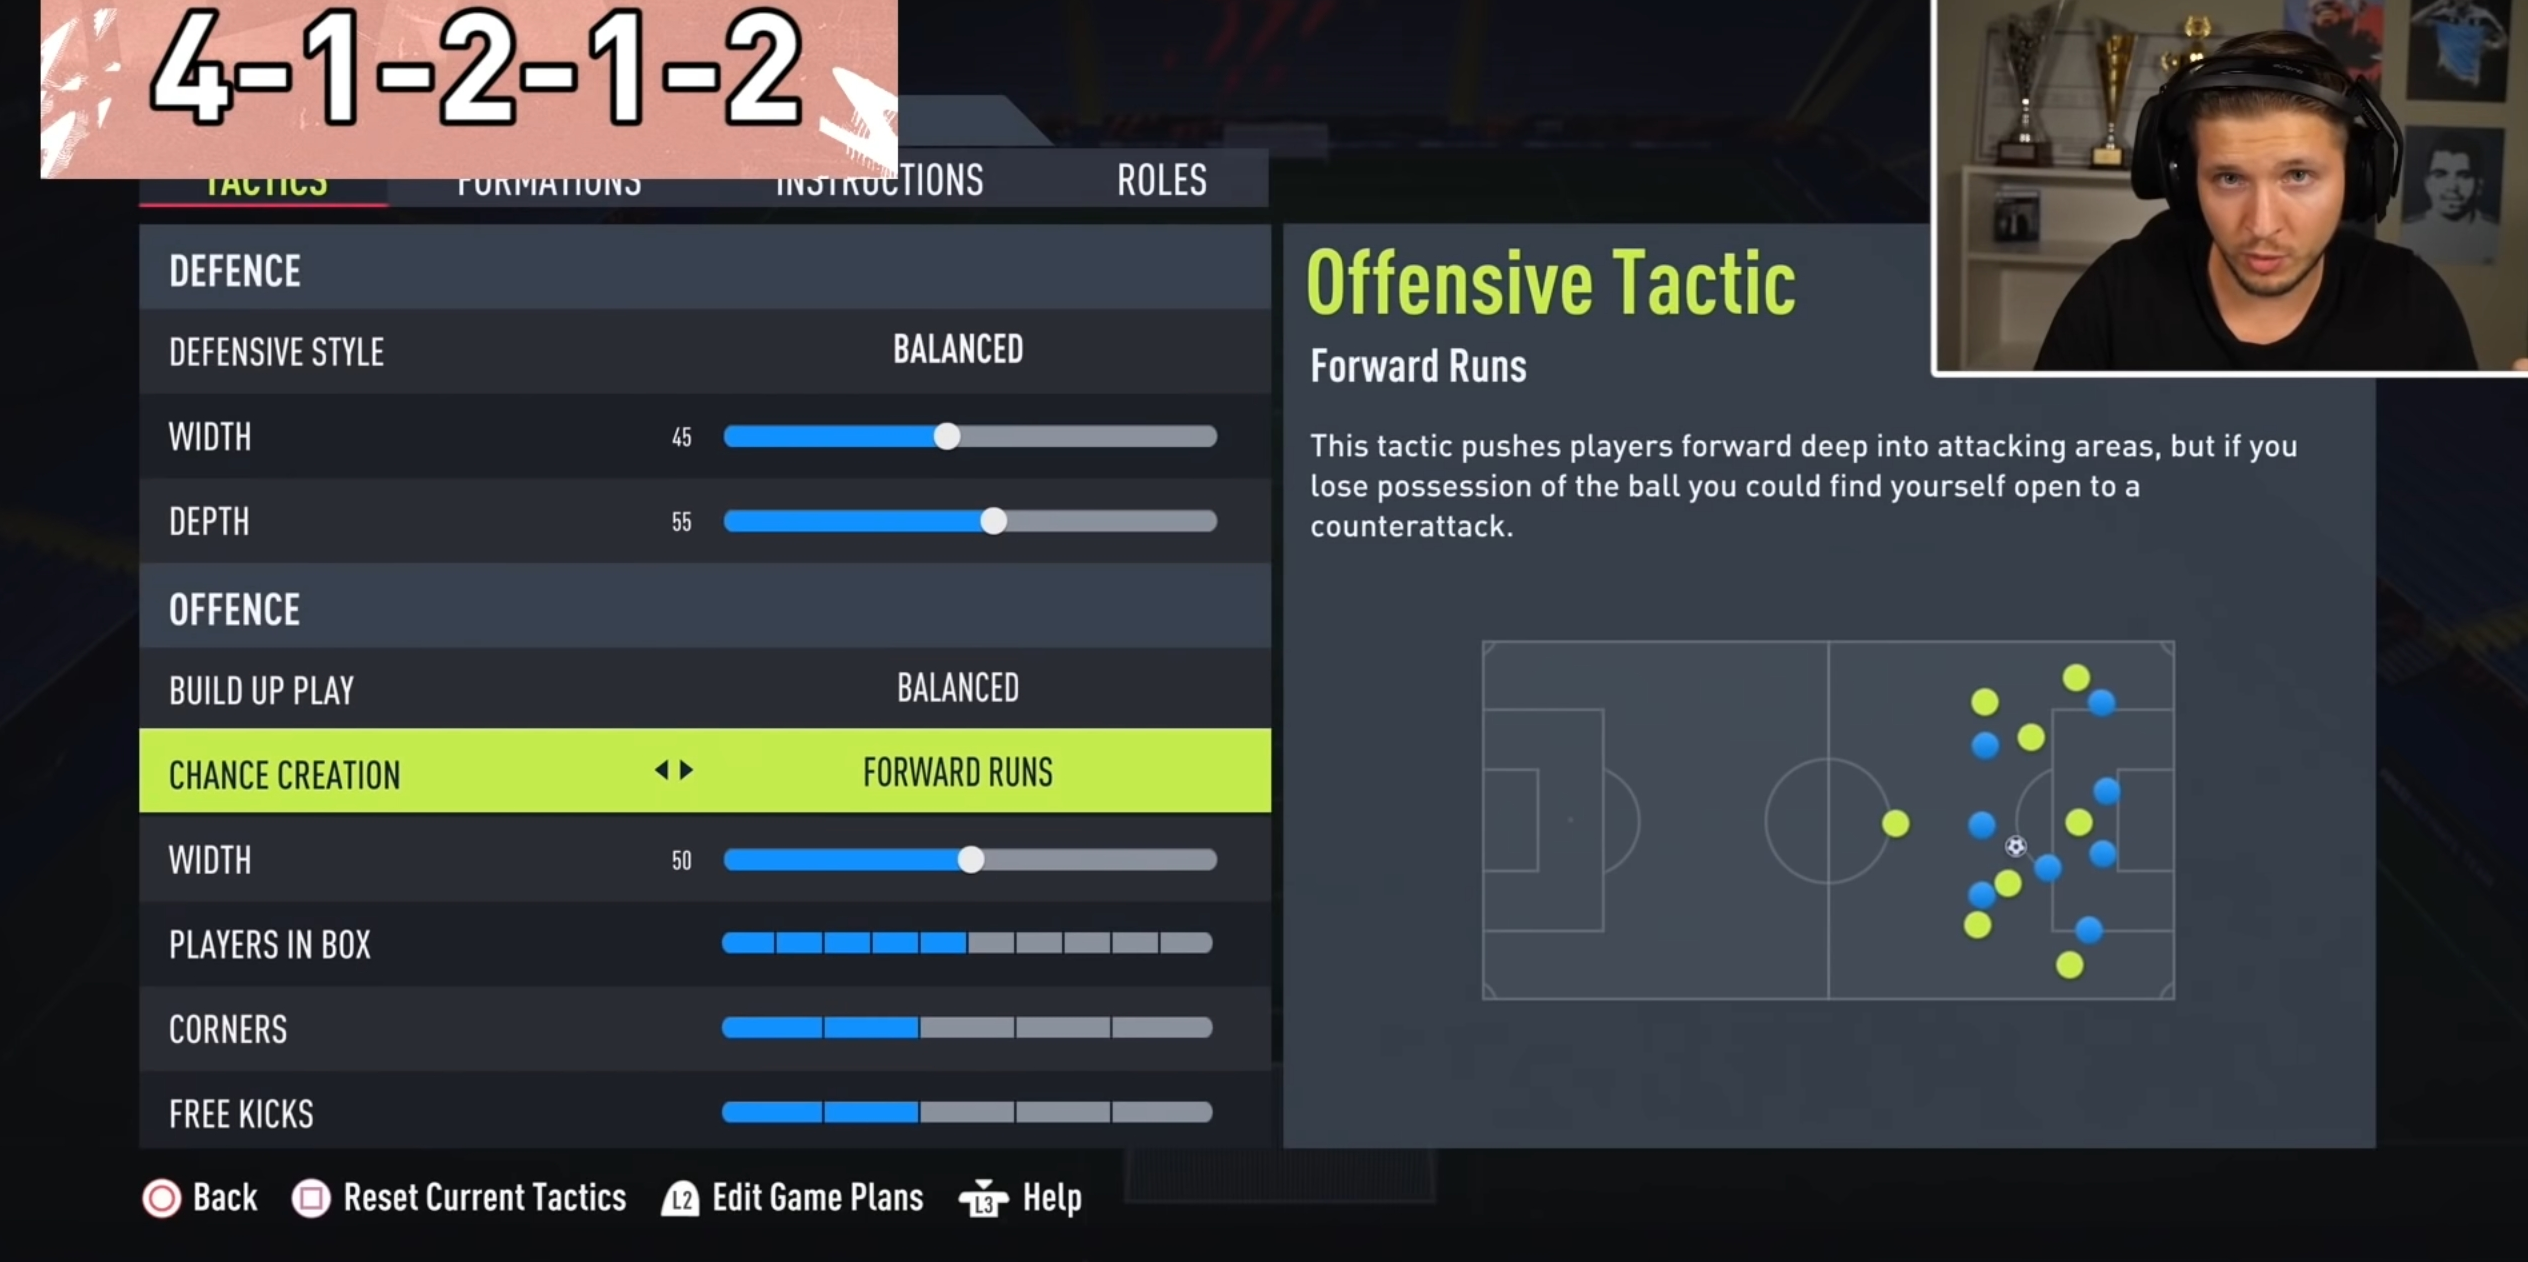 4-1-2-1-2
TACTICS FORMATIONS INSTRUCTIONS ROLES
DEFENCE
DEFENSIVE STYLE BALANCED
WIDTH 45
DEPTH 55
OFFENCE
BUILD UP PLAY BALANCED
CHANCE CREATION FORWARD RUNS
WIDTH 50
PLAYERS IN BOX
CORNERS
FREE KICKS
Offensive Tactic
Forward Runs
This tactic pushes players forward deep into attacking areas, but if you
lose possession of the ball you could find yourself open to a
counterattack.
Back Reset Current Tactics L2 Edit Game Plans L3 Help